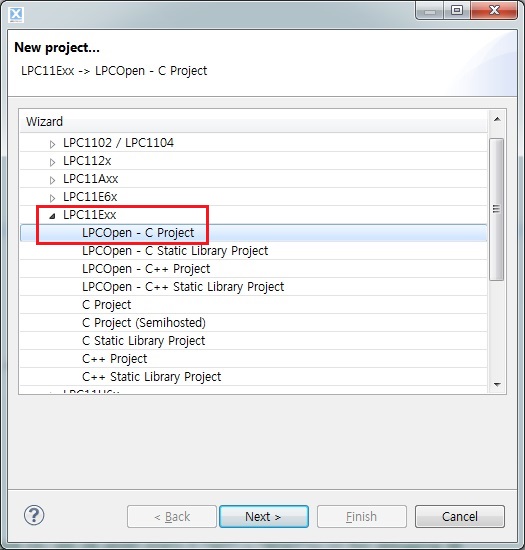 New project...
LPC11Exx -> LPCOpen - C Project
Wizard
LPC1102 / LPC1104
LPC112x
LPC11Axx
LPC11E6x
LPC11Exx
LPCOpen - C Project
LPCOpen - C Static Library Project
LPCOpen - C++ Project
LPCOpen - C++ Static Library Project
C Project
C Project (Semihosted)
C Static Library Project
C++ Project
C++ Static Library Project
< Back
Next >
Finish
Cancel